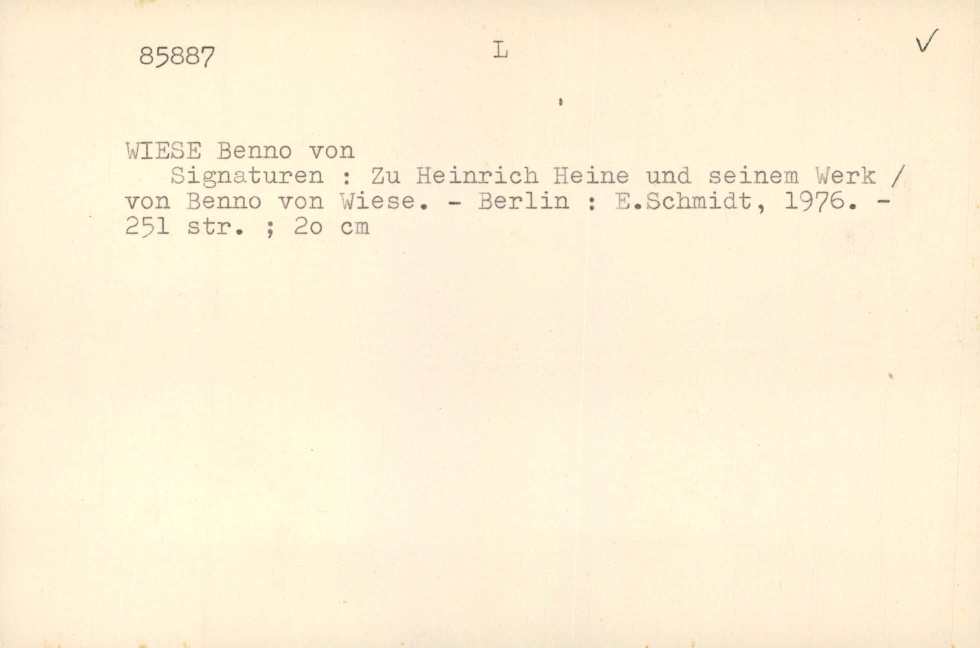 85887 L ✓
WIESE Benno von
Signaturen : Zu Heinrich Heine und seinem Werk /
von Benno von Wiese. - Berlin : E.Schmidt, 1976. -
251 str. ; 2o cm